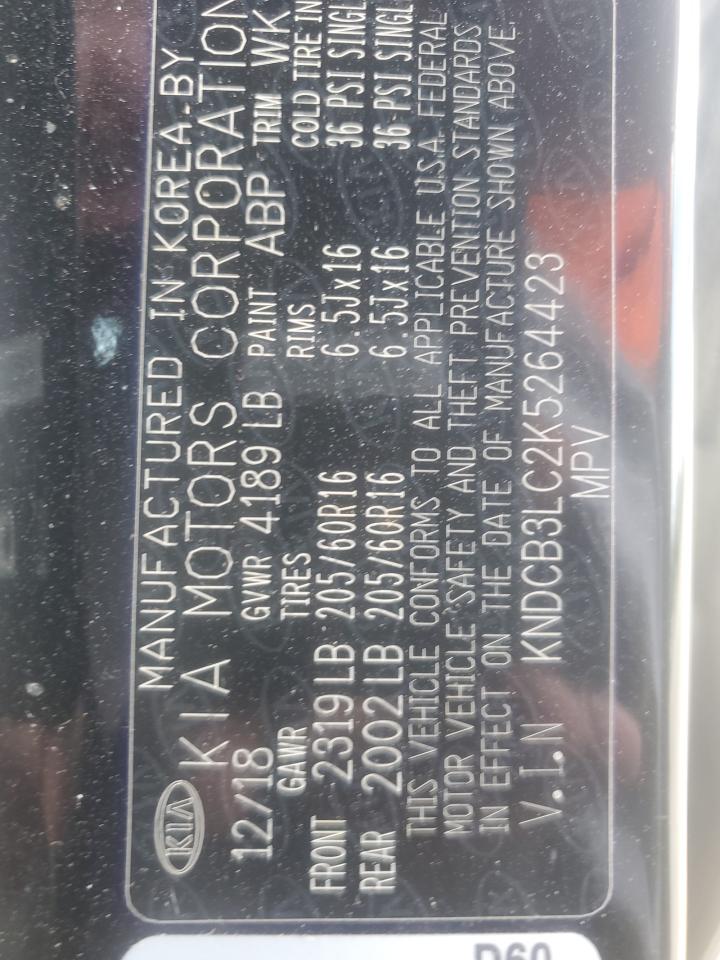 KIA
MANUFACTURED IN KOREA BY
KIA MOTORS CORPORATION
12/18 GVWR 4189 LB PAINT ABP TRIM WK
GAWR TIRES RIMS COLD TIRE IN
FRONT 2319 LB 205/60R16 6.5Jx16 36 PSI SINGL
REAR 2002 LB 205/60R16 6.5Jx16 36 PSI SINGL
THIS VEHICLE CONFORMS TO ALL APPLICABLE U.S.A. FEDERAL
MOTOR VEHICLE SAFETY AND THEFT PREVENTION STANDARDS
IN EFFECT ON THE DATE OF MANUFACTURE SHOWN ABOVE.
V.I.N KNDCB3LC2K5264423
MPV
D60